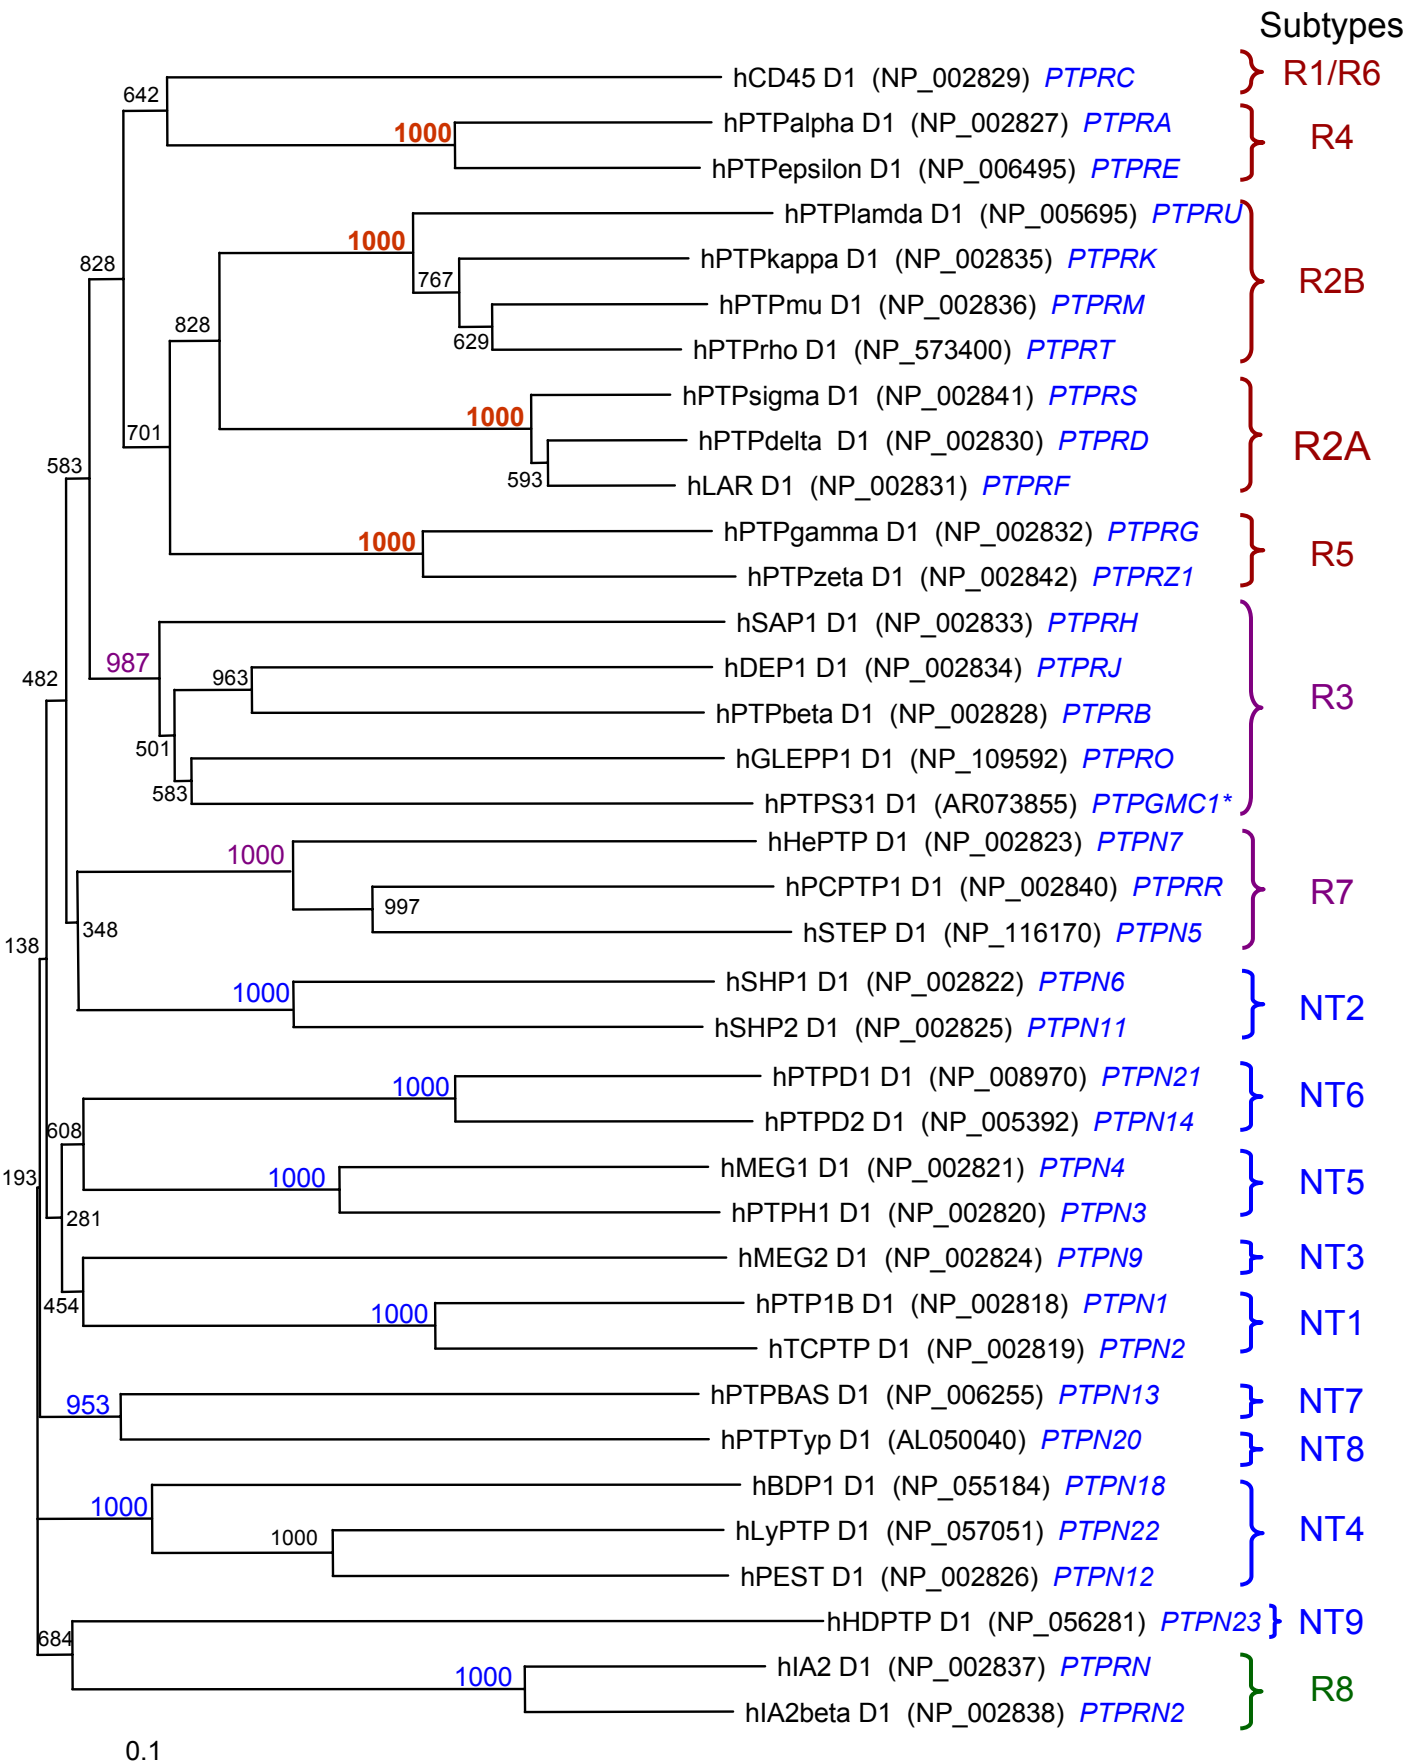 Subtypes
642 hCD45 D1 (NP_002829) PTPRC R1/R6
1000 hPTPalpha D1 (NP_002827) PTPRA R4
hPTPepsilon D1 (NP_006495) PTPRE
hPTPlamda D1 (NP_005695) PTPRU
828 1000 767 hPTPkappa D1 (NP_002835) PTPRK R2B
828 629 hPTPmu D1 (NP_002836) PTPRM
hPTPrho D1 (NP_573400) PTPRT
1000 hPTPsigma D1 (NP_002841) PTPRS
701 hPTPdelta D1 (NP_002830) PTPRD R2A
583 593 hLAR D1 (NP_002831) PTPRF
1000 hPTPgamma D1 (NP_002832) PTPRG R5
hPTPzeta D1 (NP_002842) PTPRZ1
hSAP1 D1 (NP_002833) PTPRH
482 987 963 hDEP1 D1 (NP_002834) PTPRJ R3
hPTPbeta D1 (NP_002828) PTPRB
501 hGLEPP1 D1 (NP_109592) PTPRO
583 hPTPS31 D1 (AR073855) PTPGMC1*
1000 hHePTP D1 (NP_002823) PTPN7
997 hPCPTP1 D1 (NP_002840) PTPRR R7
138 348 hSTEP D1 (NP_116170) PTPN5
1000 hSHP1 D1 (NP_002822) PTPN6 NT2
hSHP2 D1 (NP_002825) PTPN11
1000 hPTPD1 D1 (NP_008970) PTPN21 NT6
608 hPTPD2 D1 (NP_005392) PTPN14
193 1000 hMEG1 D1 (NP_002821) PTPN4 NT5
281 hPTPH1 D1 (NP_002820) PTPN3
hMEG2 D1 (NP_002824) PTPN9 NT3
454 1000 hPTP1B D1 (NP_002818) PTPN1 NT1
hTCPTP D1 (NP_002819) PTPN2
953 hPTPBAS D1 (NP_006255) PTPN13 NT7
hPTPTyp D1 (AL050040) PTPN20 NT8
1000 hBDP1 D1 (NP_055184) PTPN18
1000 hLyPTP D1 (NP_057051) PTPN22 NT4
hPEST D1 (NP_002826) PTPN12
684 hHDPTP D1 (NP_056281) PTPN23 NT9
1000 hIA2 D1 (NP_002837) PTPRN R8
hIA2beta D1 (NP_002838) PTPRN2
0.1